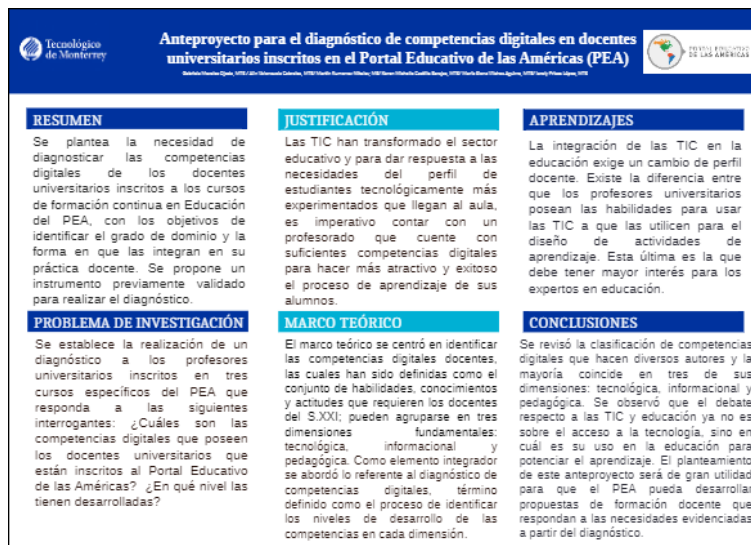 Tecnológico
de Monterrey
Anteproyecto para el diagnóstico de competencias digitales en docentes
universitarios inscritos en el Portal Educativo de las Américas (PEA)
PORTAL EDUCATIVO
DE LAS AMÉRICAS
RESUMEN
Se plantea la necesidad de
diagnosticar las competencias
digitales de los docentes
universitarios inscritos a los cursos
de formación continua en Educación
del PEA, con los objetivos de
identificar el grado de dominio y la
forma en que las integran en su
práctica docente. Se propone un
instrumento previamente validado
para realizar el diagnóstico.
PROBLEMA DE INVESTIGACIÓN
Se establece la realización de un
diagnóstico a los profesores
universitarios inscritos en tres
cursos específicos del PEA que
responda a las siguientes
interrogantes: ¿Cuáles son las
competencias digitales que poseen
los docentes universitarios que
están inscritos al Portal Educativo
de las Américas? ¿En qué nivel las
tienen desarrolladas?
JUSTIFICACIÓN
Las TIC han transformado el sector
educativo y para dar respuesta a las
necesidades del perfil de
estudiantes tecnológicamente más
experimentados que llegan al aula,
es imperativo contar con un
profesorado que cuente con
suficientes competencias digitales
para hacer más atractivo y exitoso
el proceso de aprendizaje de sus
alumnos.
MARCO TEÓRICO
El marco teórico se centró en identificar
las competencias digitales docentes,
las cuales han sido definidas como el
conjunto de habilidades, conocimientos
y actitudes que requieren los docentes
del S.XXI; pueden agruparse en tres
dimensiones fundamentales:
tecnológica, informacional y
pedagógica. Como elemento integrador
se abordó lo referente al diagnóstico de
competencias digitales, término
definido como el proceso de identificar
los niveles de desarrollo de las
competencias en cada dimensión.
APRENDIZAJES
La integración de las TIC en la
educación exige un cambio de perfil
docente. Existe la diferencia entre
que los profesores universitarios
posean las habilidades para usar
las TIC a que las utilicen para el
diseño de actividades de
aprendizaje. Esta última es la que
debe tener mayor interés para los
expertos en educación.
CONCLUSIONES
Se revisó la clasificación de competencias
digitales que hacen diversos autores y la
mayoría coincide en tres de sus
dimensiones: tecnológica, informacional y
pedagógica. Se observó que el debate
respecto a las TIC y educación ya no es
sobre el acceso a la tecnología, sino en
cuál es su uso en la educación para
potenciar el aprendizaje. El planteamiento
de este anteproyecto será de gran utilidad
para que el PEA pueda desarrollar
propuestas de formación docente que
respondan a las necesidades evidenciadas
a partir del diagnóstico.